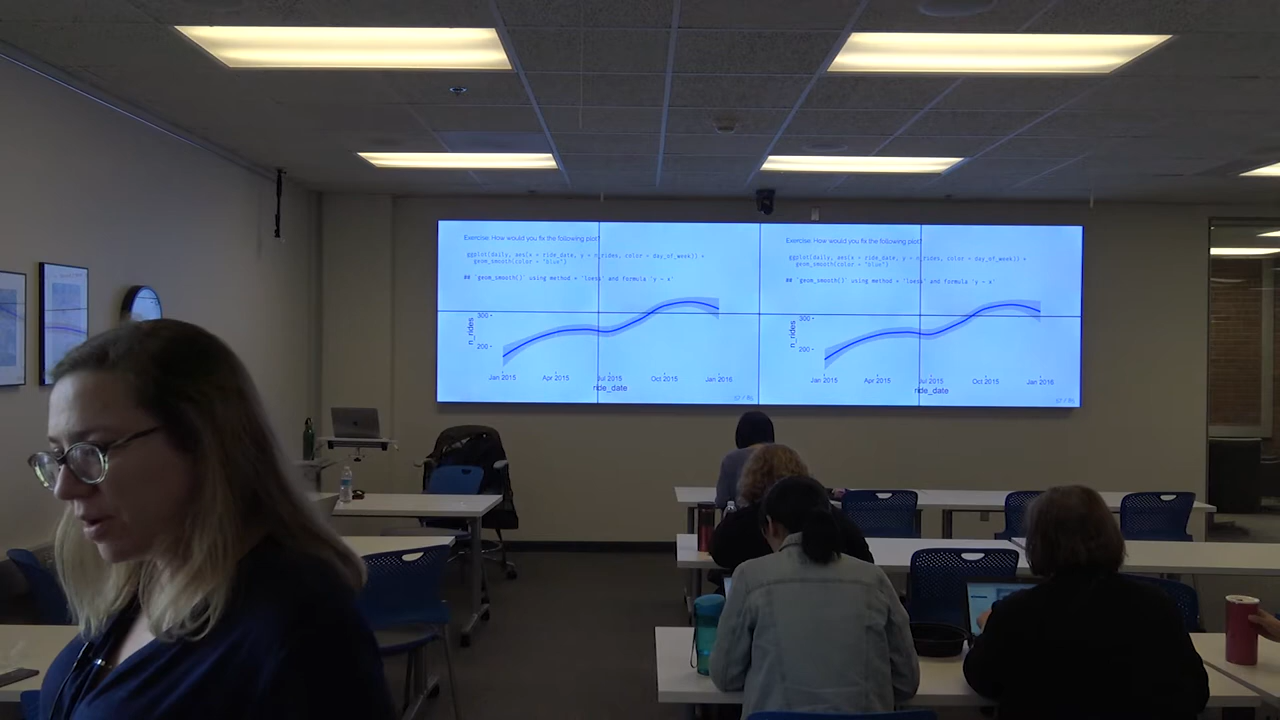 Exercise: How would you fix the following plot?
ggplot(daily, aes(x = ride_date, y = n_rides, color = day_of_week)) +
geom_smooth(color = "blue")
## `geom_smooth()` using method = 'loess' and formula 'y ~ x'
300
n_rides
200
Jan 2015 Apr 2015 Jul 2015 Oct 2015 Jan 2016
ride_date
57 / 85
Exercise: How would you fix the following plot?
ggplot(daily, aes(x = ride_date, y = n_rides, color = day_of_week)) +
geom_smooth(color = "blue")
## `geom_smooth()` using method = 'loess' and formula 'y ~ x'
300
n_rides
200
Jan 2015 Apr 2015 Jul 2015 Oct 2015 Jan 2016
ride_date
57 / 85